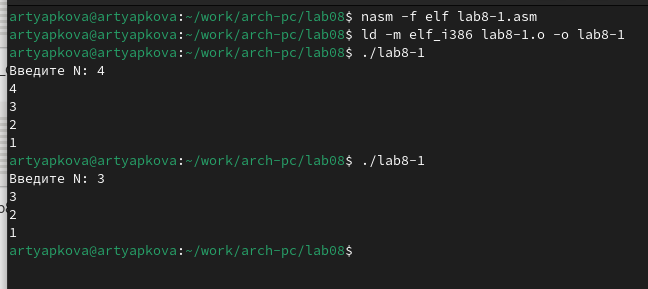 artyapkova@artyapkova:~/work/arch-pc/lab08$ nasm -f elf lab8-1.asm
artyapkova@artyapkova:~/work/arch-pc/lab08$ ld -m elf_i386 lab8-1.o -o lab8-1
artyapkova@artyapkova:~/work/arch-pc/lab08$ ./lab8-1
Введите N: 4
4
3
2
1
artyapkova@artyapkova:~/work/arch-pc/lab08$ ./lab8-1
Введите N: 3
3
2
1
artyapkova@artyapkova:~/work/arch-pc/lab08$